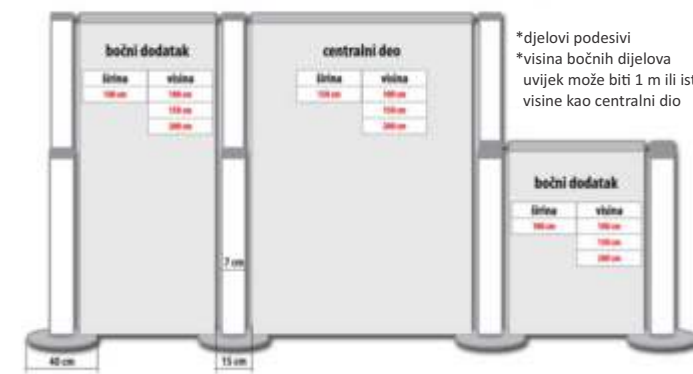 *djelovi podesivi
*visina bočnih dijelova
uvijek može biti 1 m ili ist
visine kao centralni dio
bočni dodatak
širina visina
100 cm 100 cm
150 cm
200 cm
centralni deo
širina visina
150 cm 100 cm
150 cm
200 cm
bočni dodatak
širina visina
100 cm 100 cm
150 cm
200 cm
7 cm
40 cm
15 cm